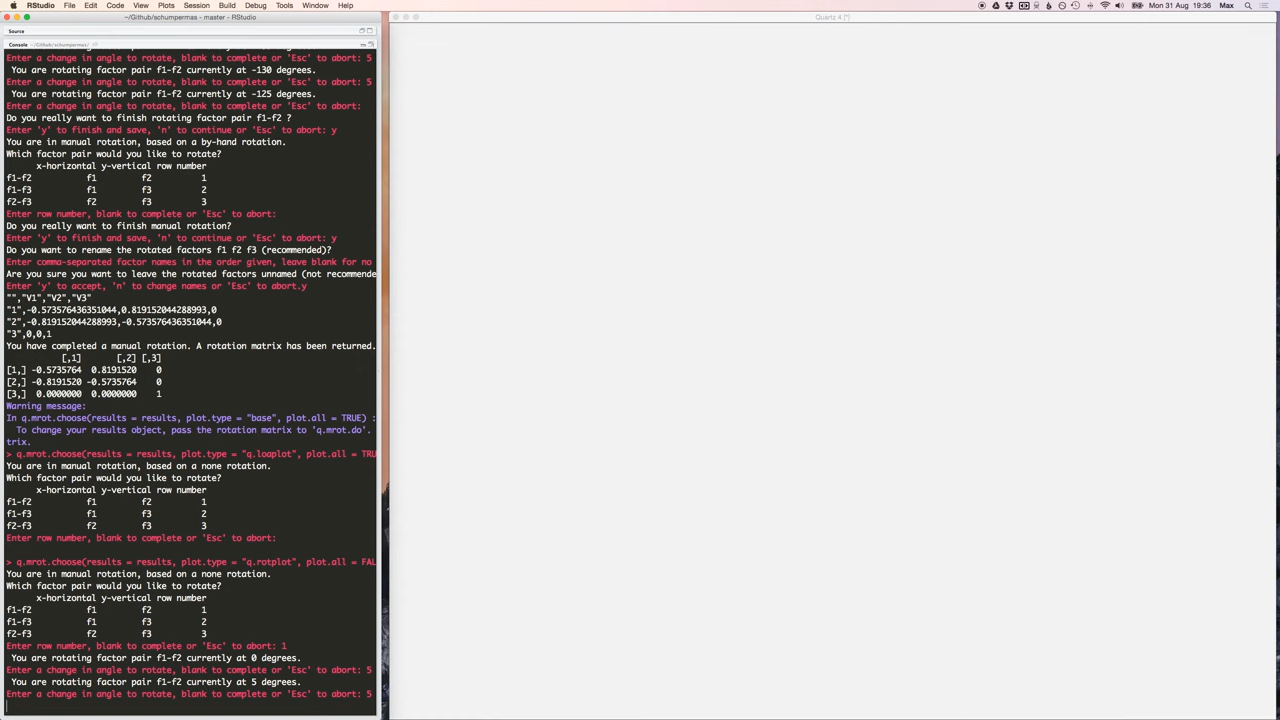 RStudio File Edit Code View Plots Session Build Debug Tools Window Help Mon 31 Aug 19:36 Max
~/Github/schumpermas - master - RStudio
Quartz 4 [*]
Source
Console ~/Github/schumpermas/
Enter a change in angle to rotate, blank to complete or 'Esc' to abort: 5
You are rotating factor pair f1-f2 currently at -130 degrees.
Enter a change in angle to rotate, blank to complete or 'Esc' to abort: 5
You are rotating factor pair f1-f2 currently at -125 degrees.
Enter a change in angle to rotate, blank to complete or 'Esc' to abort:
Do you really want to finish rotating factor pair f1-f2 ?
Enter 'y' to finish and save, 'n' to continue or 'Esc' to abort: y
You are in manual rotation, based on a by-hand rotation.
Which factor pair would you like to rotate?
x-horizontal y-vertical row number
f1-f2 f1 f2 1
f1-f3 f1 f3 2
f2-f3 f2 f3 3
Enter row number, blank to complete or 'Esc' to abort:
Do you really want to finish manual rotation?
Enter 'y' to finish and save, 'n' to continue or 'Esc' to abort: y
Do you want to rename the rotated factors f1 f2 f3 (recommended)?
Enter comma-separated factor names in the order given, leave blank for no
Are you sure you want to leave the rotated factors unnamed (not recommende
Enter 'y' to accept, 'n' to change names or 'Esc' to abort.y
"","V1","V2","V3"
"1",-0.573576436351044,0.819152044288993,0
"2",-0.819152044288993,-0.573576436351044,0
"3",0,0,1
You have completed a manual rotation. A rotation matrix has been returned.
[,1] [,2] [,3]
[1,] -0.5735764 0.8191520 0
[2,] -0.8191520 -0.5735764 0
[3,] 0.0000000 0.0000000 1
Warning message:
In q.mrot.choose(results = results, plot.type = "base", plot.all = TRUE) :
To change your results object, pass the rotation matrix to 'q.mrot.do'.
trix.
> q.mrot.choose(results = results, plot.type = "q.loaplot", plot.all = TRU
You are in manual rotation, based on a none rotation.
Which factor pair would you like to rotate?
x-horizontal y-vertical row number
f1-f2 f1 f2 1
f1-f3 f1 f3 2
f2-f3 f2 f3 3
Enter row number, blank to complete or 'Esc' to abort:
> q.mrot.choose(results = results, plot.type = "q.rotplot", plot.all = FAL
You are in manual rotation, based on a none rotation.
Which factor pair would you like to rotate?
x-horizontal y-vertical row number
f1-f2 f1 f2 1
f1-f3 f1 f3 2
f2-f3 f2 f3 3
Enter row number, blank to complete or 'Esc' to abort: 1
You are rotating factor pair f1-f2 currently at 0 degrees.
Enter a change in angle to rotate, blank to complete or 'Esc' to abort: 5
You are rotating factor pair f1-f2 currently at 5 degrees.
Enter a change in angle to rotate, blank to complete or 'Esc' to abort: 5